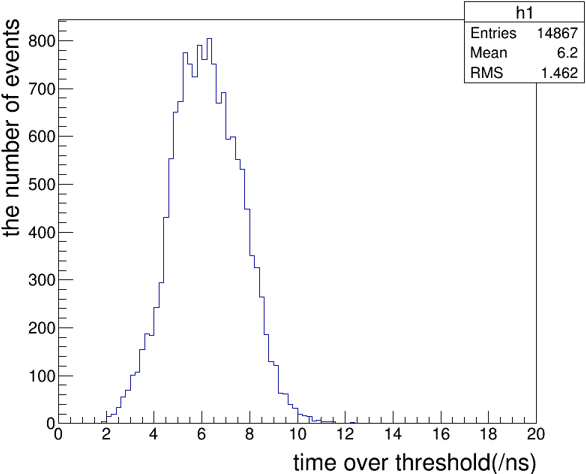 h1
Entries 14867
Mean 6.2
RMS 1.462
the number of events
800
700
600
500
400
300
200
100
0
0 2 4 6 8 10 12 14 16 18 20
time over threshold(/ns)